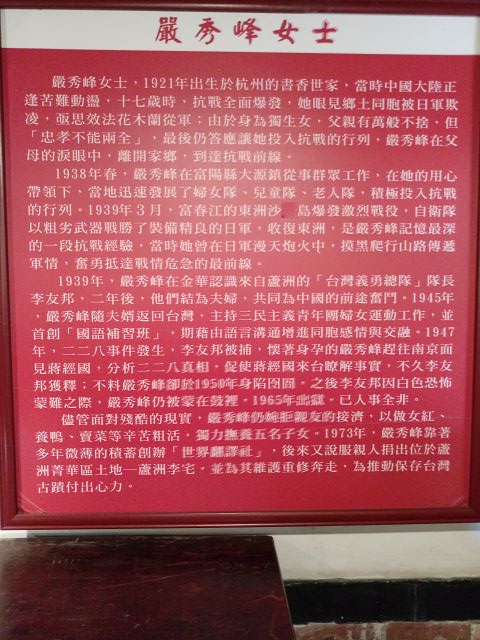 嚴秀峰女士
嚴秀峰女士，1921年出生於杭州的書香世家，當時中國大陸正
逢苦難動盪，十七歲時，抗戰全面爆發，她眼見鄉土同胞被日軍欺
凌，亟思效法花木蘭從軍；由於身為獨生女，父親有萬般不捨，但
「忠孝不能兩全」，最後仍答應讓她投入抗戰的行列，嚴秀峰在父
母的淚眼中，離開家鄉，到達抗戰前線。
1938年春，嚴秀峰在富陽縣大源鎮從事群眾工作，在她的用心
帶領下，當地迅速發展了婦女隊、兒童隊、老人隊，積極投入抗戰
的行列。1939年３月，富春江的東洲沙島爆發激烈戰役，自衛隊
以粗劣武器戰勝了裝備精良的日軍，收復東洲，是嚴秀峰記憶最深
的一段抗戰經驗，當時她曾在日軍漫天炮火中，摸黑爬行山路傳遞
軍情，奮勇抵達戰情危急的最前線。
1939年，嚴秀峰在金華認識來自蘆洲的「台灣義勇總隊」隊長
李友邦，二年後，他們結為夫婦，共同為中國的前途奮鬥。1945年
，嚴秀峰隨夫婿返回台灣，主持三民主義青年團婦女運動工作，並
首創「國語補習班」，期藉由語言溝通增進同胞感情與交融。1947
年，二二八事件發生，李友邦被捕，懷著身孕的嚴秀峰趕往南京面
見蔣經國，分析二二八真相，促使蔣經國來台瞭解事實，不久李友
邦獲釋；不料嚴秀峰卻於1950年身陷囹圄，之後李友邦因白色恐怖
蒙難之際，嚴秀峰仍被蒙在鼓裡。1965年出獄，已人事全非。
儘管面對殘酷的現實，嚴秀峰仍婉拒親友的接濟，以做女紅、
養鴨、賣菜等辛苦粗活，獨力撫養五名子女。1973年，嚴秀峰靠著
多年微薄的積蓄創辦「世界翻譯社」，後來又說服親人捐出位於蘆
洲菁華區土地─蘆洲李宅，並為其維護重修奔走，為推動保存台灣
古蹟付出心力。